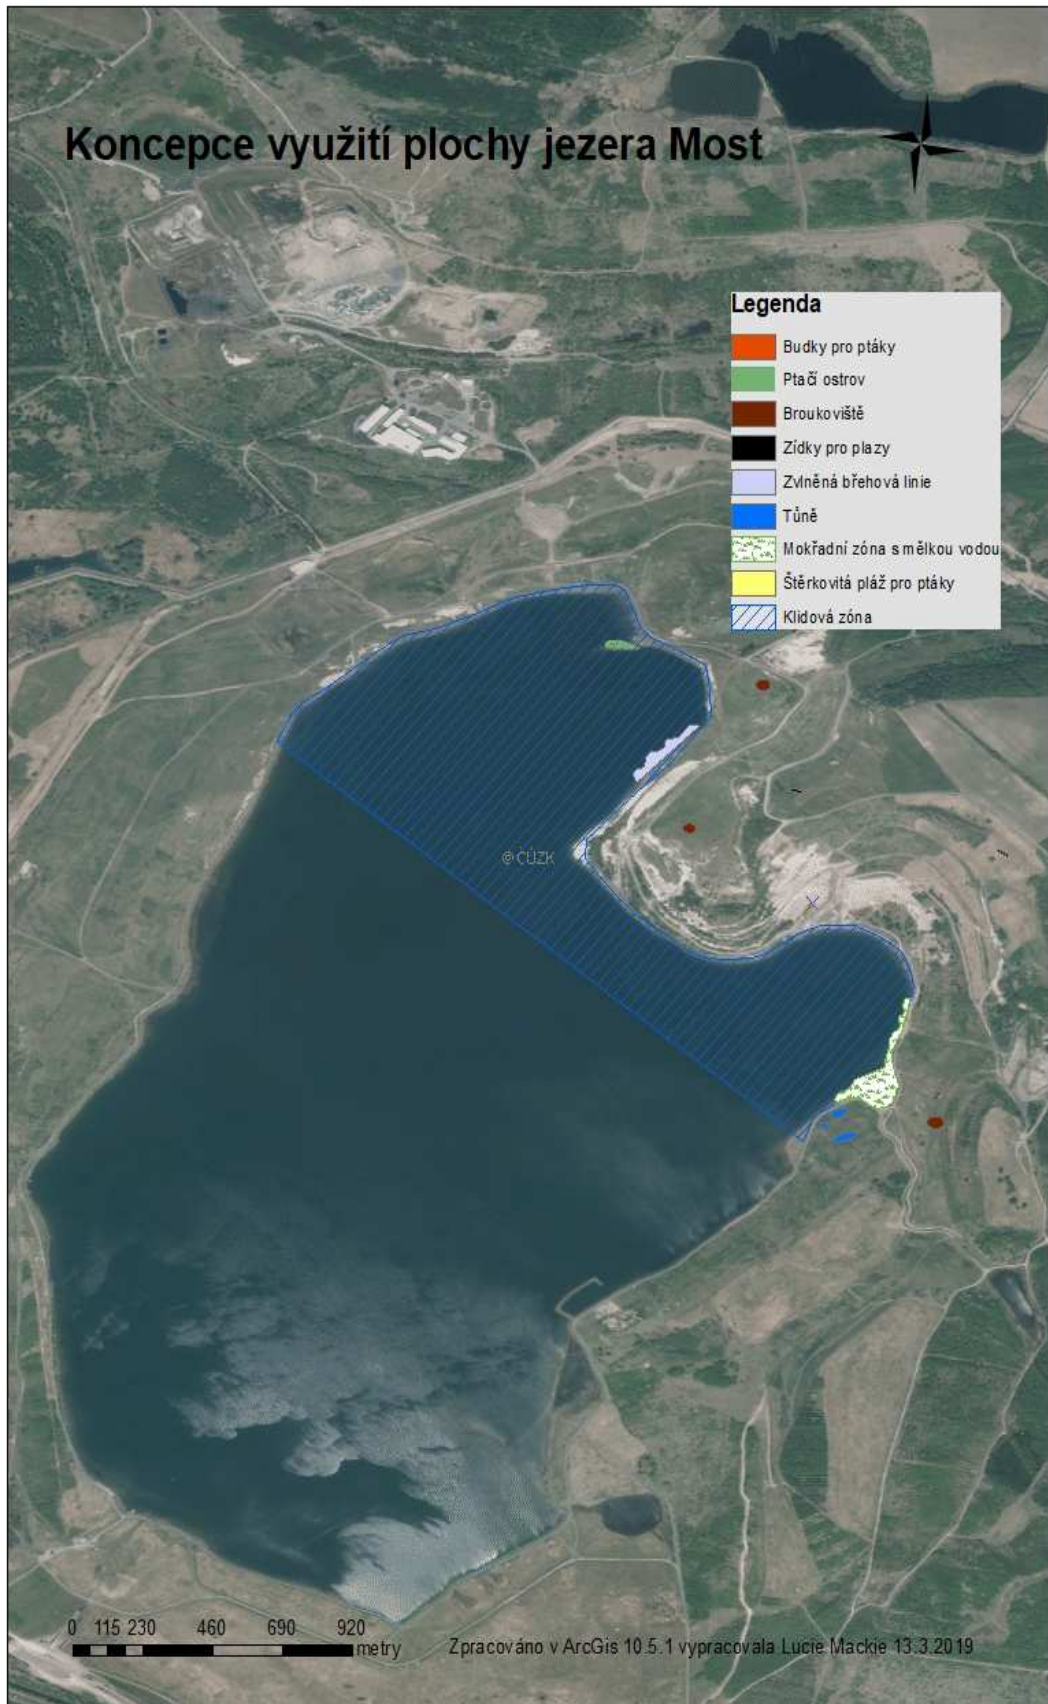 Koncepce využití plochy jezera Most
Legenda
Budky pro ptáky
Ptačí ostrov
Broukoviště
Zídky pro plazy
Zvlněná břehová linie
Tůně
Mokřadní zóna s mělkou vodou
Štěrkovitá pláž pro ptáky
Klidová zóna
@ČÚZK
0 115 230 460 690 920
metry
Zpracováno v ArcGis 10.5.1 vypracovala Lucie Mackie 13.3.2019